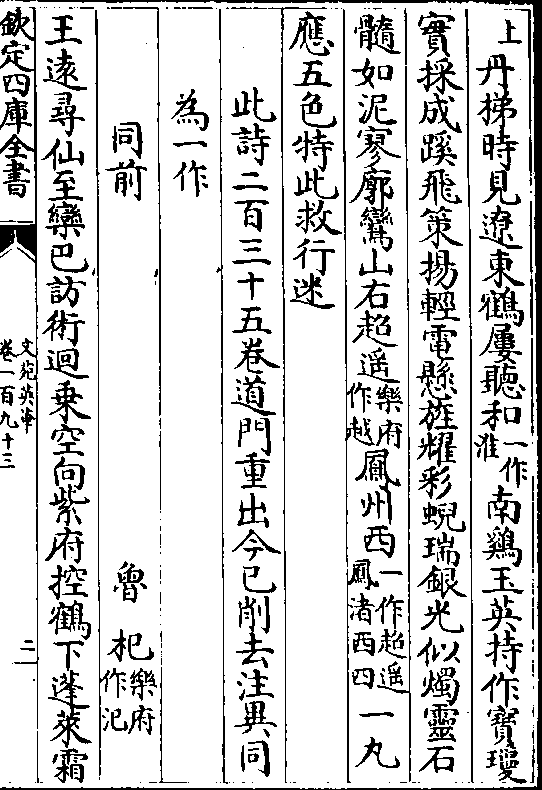 上丹梯時見遼東鶴屢聽和一作淮南鷄玉英持作寶瓊
實採成蹊飛策揚輕電懸旌耀彩蜺瑞銀光似燭靈石
髓如泥寥廓鸞山右超遥樂府作越鳳州西一作超遥鳳渚西四一丸
應五色特此救行迷
此詩二百三十五卷道門重出今已削去注異同
為一作
同前 魯杞樂府作汜
王遠尋仙至欒巴訪術迴乗空向紫府控鶴下蓬萊霜
欽定四庫全書
文苑英華
卷一百九十三
二